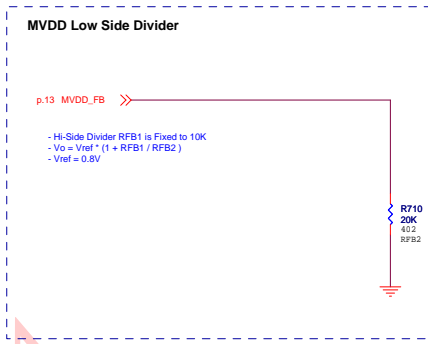 MVDD Low Side Divider
p.13 MVDD_FB
- Hi-Side Divider RFB1 is Fixed to 10K
- Vo = Vref * (1 + RFB1 / RFB2 )
- Vref = 0.8V
R710
20K
402
RFB2